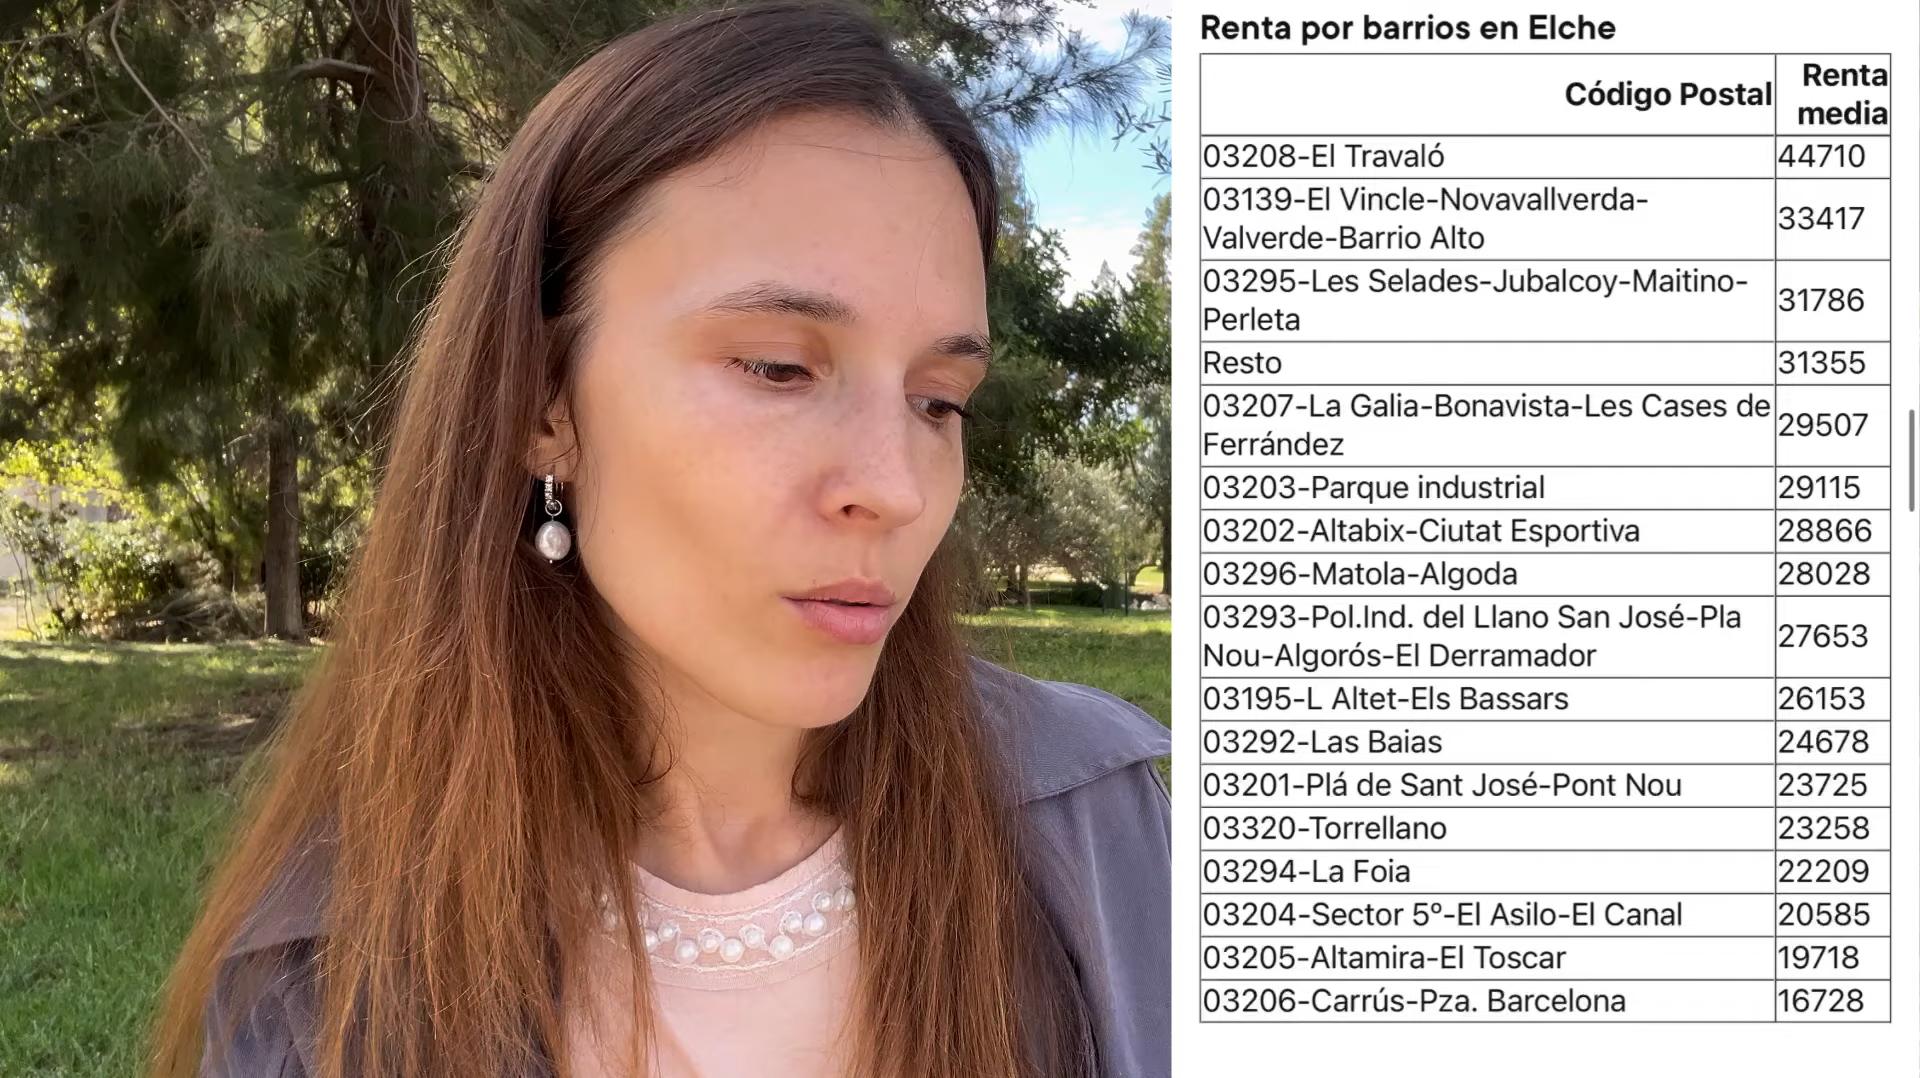 Renta por barrios en Elche
Código Postal
Renta
media
03208-El Travaló
44710
03139-El Vincle-Novavallverda-
Valverde-Barrio Alto
33417
03295-Les Selades-Jubalcoy-Maitino-
Perleta
31786
Resto
31355
03207-La Galia-Bonavista-Les Cases de
Ferrández
29507
03203-Parque industrial
29115
03202-Altabix-Ciutat Esportiva
28866
03296-Matola-Algoda
28028
03293-Pol.Ind. del Llano San José-Pla
Nou-Algorós-El Derramador
27653
03195-L Altet-Els Bassars
26153
03292-Las Baias
24678
03201-Plá de Sant José-Pont Nou
23725
03320-Torrellano
23258
03294-La Foia
22209
03204-Sector 5º-El Asilo-El Canal
20585
03205-Altamira-El Toscar
19718
03206-Carrús-Pza. Barcelona
16728